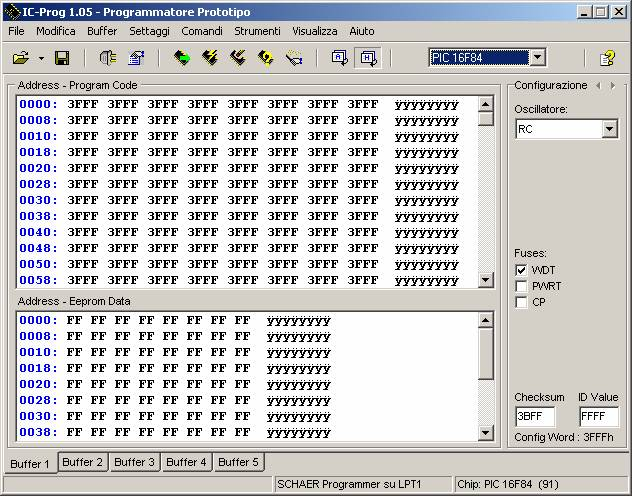 IC-Prog 1.05 - Programmatore Prototipo
File Modifica Buffer Settaggi Comandi Strumenti Visualizza Aiuto
PIC 16F84
Address - Program Code
0000: 3FFF 3FFF 3FFF 3FFF 3FFF 3FFF 3FFF 3FFF ÿÿÿÿÿÿÿÿ
0008: 3FFF 3FFF 3FFF 3FFF 3FFF 3FFF 3FFF 3FFF ÿÿÿÿÿÿÿÿ
0010: 3FFF 3FFF 3FFF 3FFF 3FFF 3FFF 3FFF 3FFF ÿÿÿÿÿÿÿÿ
0018: 3FFF 3FFF 3FFF 3FFF 3FFF 3FFF 3FFF 3FFF ÿÿÿÿÿÿÿÿ
0020: 3FFF 3FFF 3FFF 3FFF 3FFF 3FFF 3FFF 3FFF ÿÿÿÿÿÿÿÿ
0028: 3FFF 3FFF 3FFF 3FFF 3FFF 3FFF 3FFF 3FFF ÿÿÿÿÿÿÿÿ
0030: 3FFF 3FFF 3FFF 3FFF 3FFF 3FFF 3FFF 3FFF ÿÿÿÿÿÿÿÿ
0038: 3FFF 3FFF 3FFF 3FFF 3FFF 3FFF 3FFF 3FFF ÿÿÿÿÿÿÿÿ
0040: 3FFF 3FFF 3FFF 3FFF 3FFF 3FFF 3FFF 3FFF ÿÿÿÿÿÿÿÿ
0048: 3FFF 3FFF 3FFF 3FFF 3FFF 3FFF 3FFF 3FFF ÿÿÿÿÿÿÿÿ
0050: 3FFF 3FFF 3FFF 3FFF 3FFF 3FFF 3FFF 3FFF ÿÿÿÿÿÿÿÿ
0058: 3FFF 3FFF 3FFF 3FFF 3FFF 3FFF 3FFF 3FFF ÿÿÿÿÿÿÿÿ
Address - Eeprom Data
0000: FF FF FF FF FF FF FF FF ÿÿÿÿÿÿÿÿ
0008: FF FF FF FF FF FF FF FF ÿÿÿÿÿÿÿÿ
0010: FF FF FF FF FF FF FF FF ÿÿÿÿÿÿÿÿ
0018: FF FF FF FF FF FF FF FF ÿÿÿÿÿÿÿÿ
0020: FF FF FF FF FF FF FF FF ÿÿÿÿÿÿÿÿ
0028: FF FF FF FF FF FF FF FF ÿÿÿÿÿÿÿÿ
0030: FF FF FF FF FF FF FF FF ÿÿÿÿÿÿÿÿ
0038: FF FF FF FF FF FF FF FF ÿÿÿÿÿÿÿÿ
Configurazione
Oscillatore:
RC
Fuses:
WDT
PWRT
CP
Checksum ID Value
3BFF FFFF
Config Word : 3FFFh
Buffer 1 Buffer 2 Buffer 3 Buffer 4 Buffer 5
SCHAER Programmer su LPT1 Chip: PIC 16F84 (91)